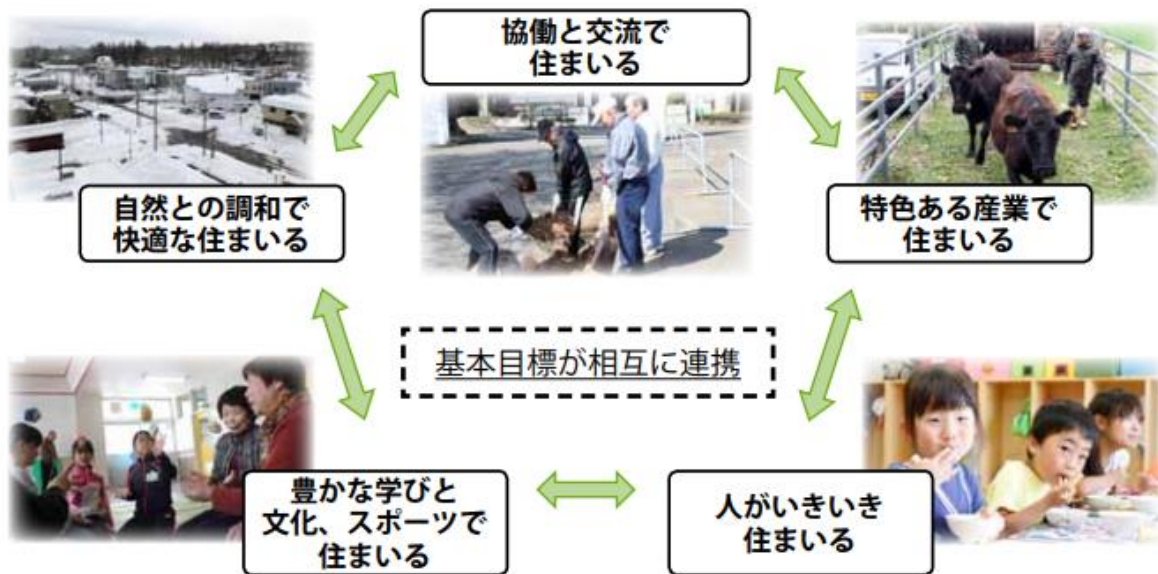 協働と交流で
住まいる
自然との調和で
快適な住まいる
特色ある産業で
住まいる
基本目標が相互に連携
豊かな学びと
文化、スポーツで
住まいる
人がいきいき
住まいる